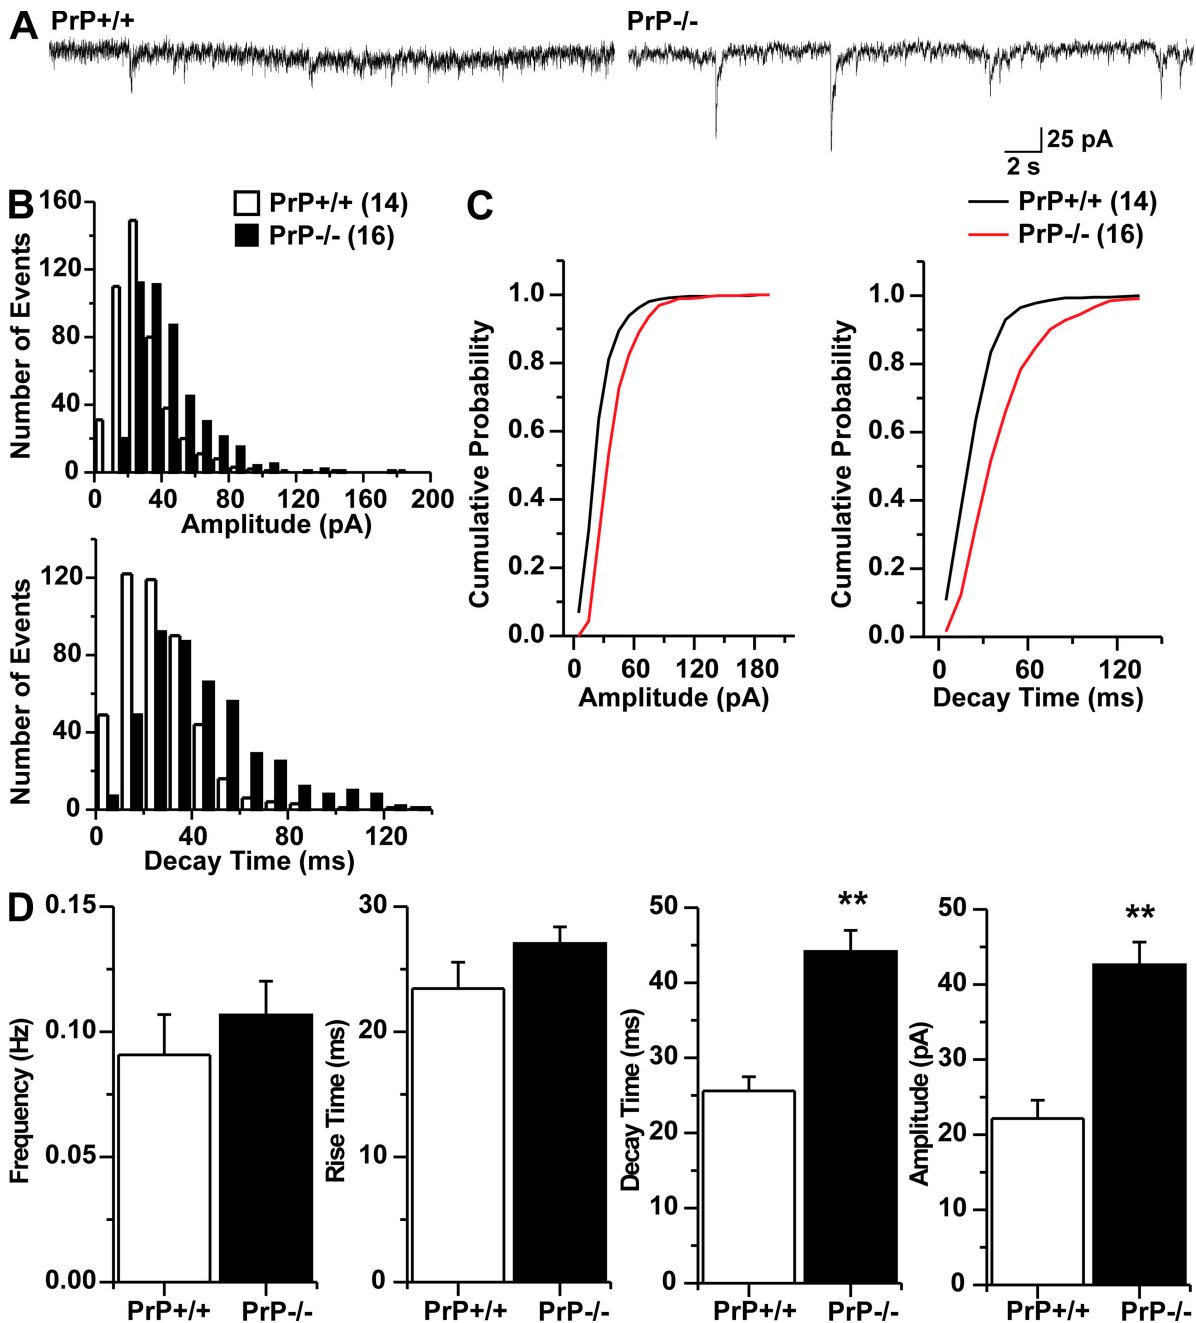 A PrP+/+ PrP-/-
25 pA
2 s
B
PrP+/+ (14)
PrP-/- (16)
Number of Events
160
120
80
40
0
0 40 80 120 160 200
Amplitude (pA)
Number of Events
120
80
40
0
0 40 80 120
Decay Time (ms)
C
PrP+/+ (14)
PrP-/- (16)
Cumulative Probability
1.0
0.8
0.6
0.4
0.2
0.0
0 60 120 180
Amplitude (pA)
Cumulative Probability
1.0
0.8
0.6
0.4
0.2
0.0
0 60 120
Decay Time (ms)
D
Frequency (Hz)
0.15
0.10
0.05
0.00
PrP+/+ PrP-/-
Rise Time (ms)
30
20
10
0
PrP+/+ PrP-/-
Decay Time (ms)
50
40
30
20
10
0
**
PrP+/+ PrP-/-
Amplitude (pA)
50
40
30
20
10
0
**
PrP+/+ PrP-/-